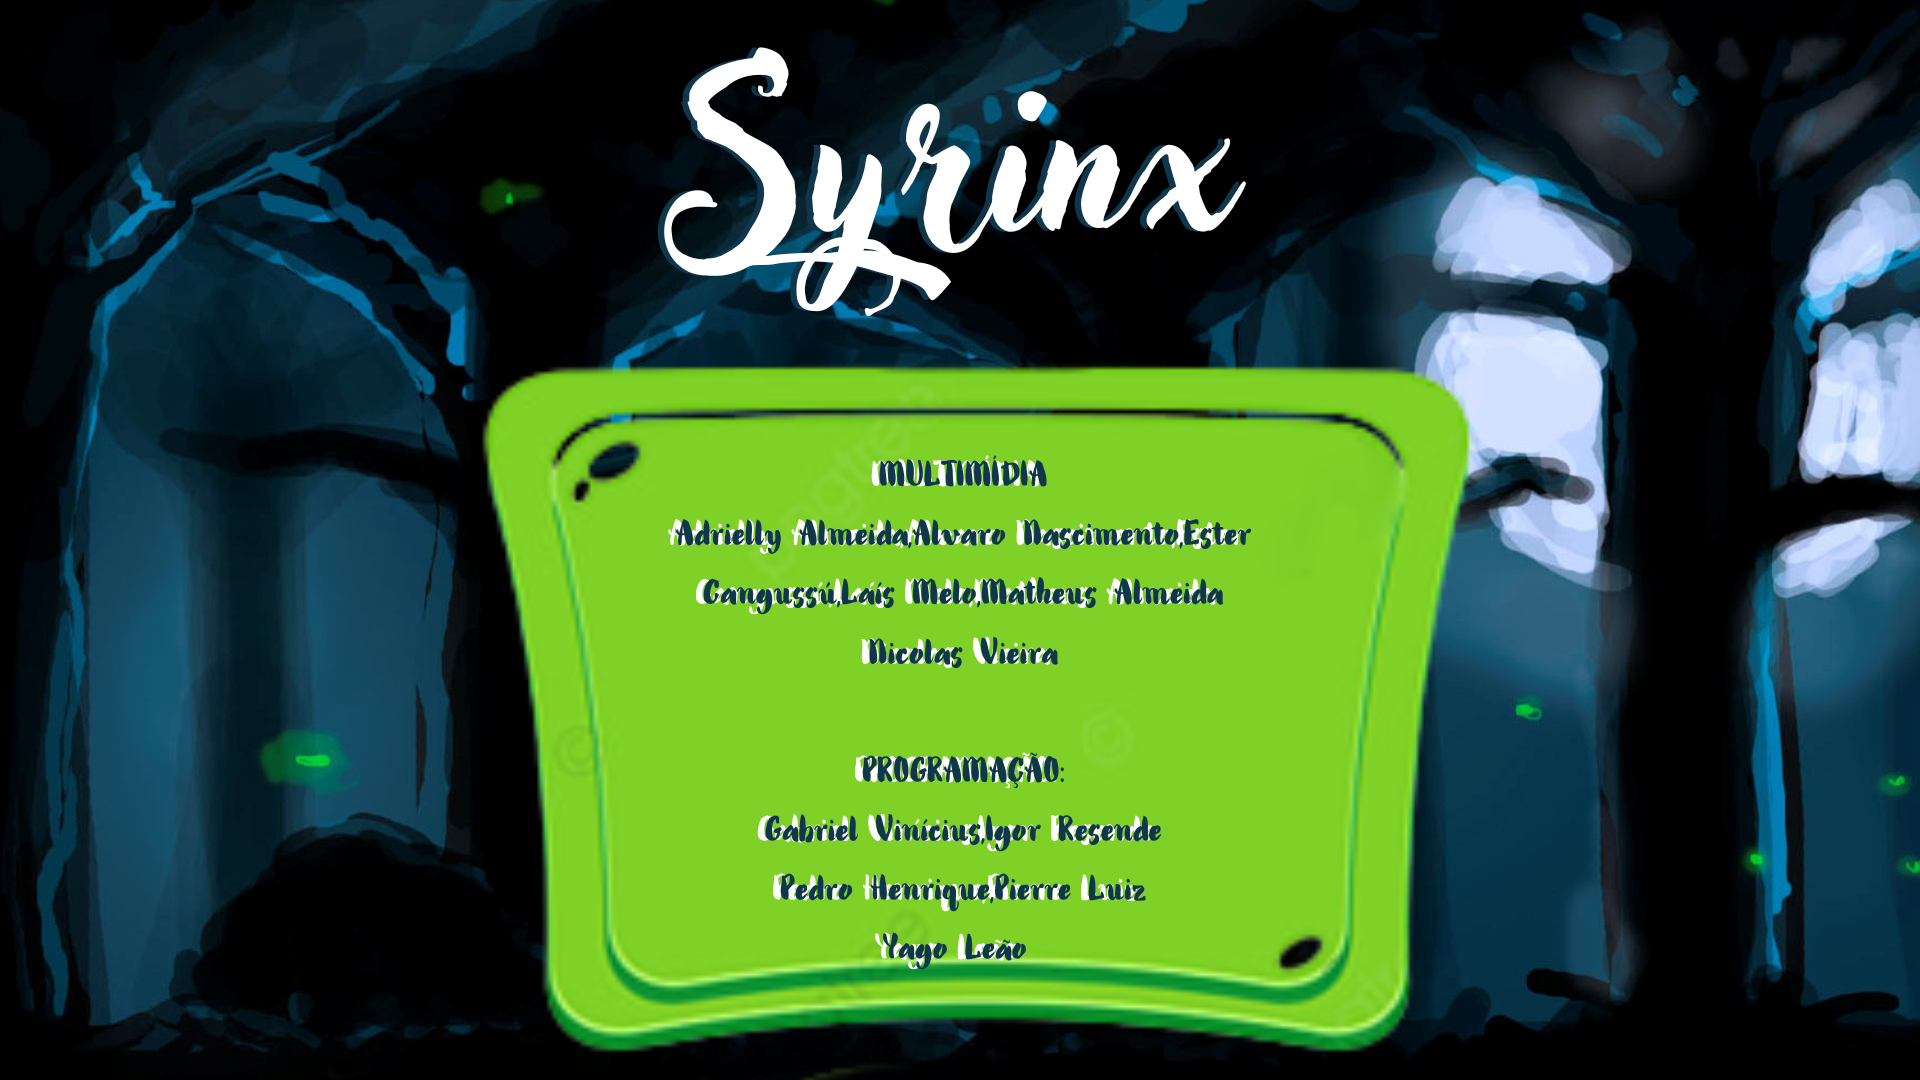 Syrinx
MULTIMÍDIA
Adrielly Almeida,Alvaro Nascimento,Ester
Cangussú,Laís Melo,Matheus Almeida
Nicolas Vieira
PROGRAMAÇÃO:
Gabriel Vinícius,Igor Resende
Pedro Henrique,Pierre Luiz
Yago Leão